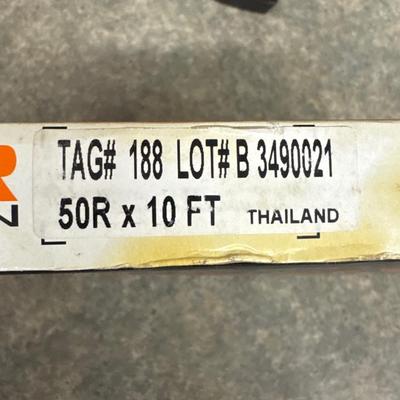 TAG# 188 LOT# B 3490021
50R x 10 FT THAILAND